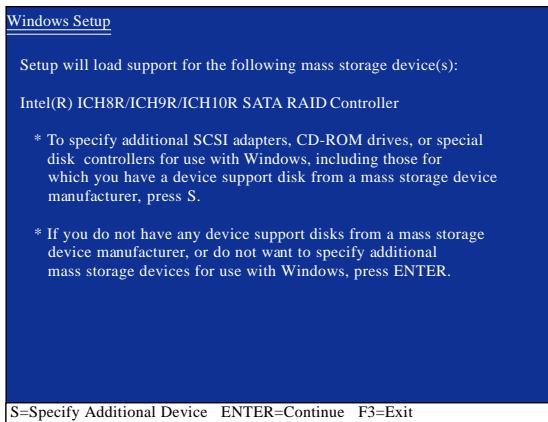 Windows Setup
Setup will load support for the following mass storage device(s):
Intel(R) ICH8R/ICH9R/ICH10R SATA RAID Controller
* To specify additional SCSI adapters, CD-ROM drives, or special
disk controllers for use with Windows, including those for
which you have a device support disk from a mass storage device
manufacturer, press S.
* If you do not have any device support disks from a mass storage
device manufacturer, or do not want to specify additional
mass storage devices for use with Windows, press ENTER.
S=Specify Additional Device ENTER=Continue F3=Exit